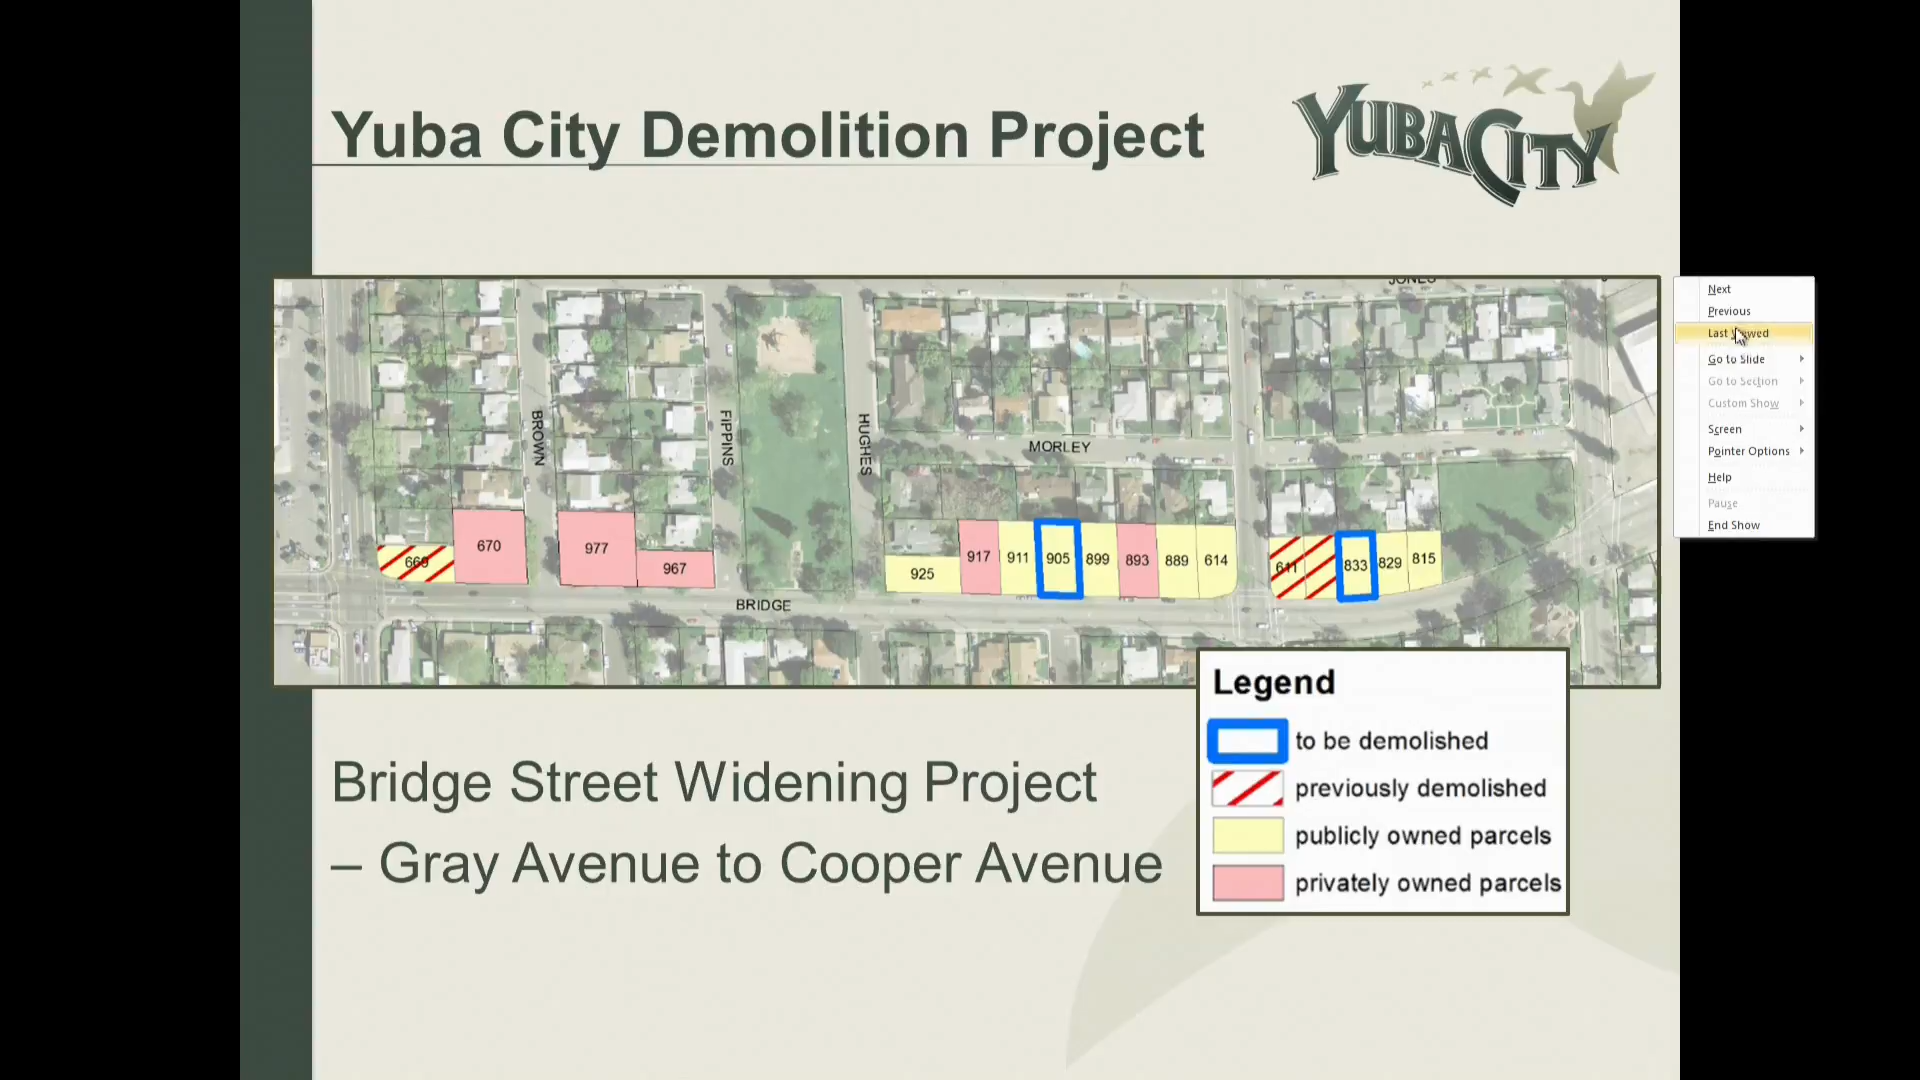 Yuba City Demolition Project
YUBA CITY
JONES
BROWN
FIPPINS
HUGHES
MORLEY
669
670
977
967
925
917
911
905
899
893
889
614
611
833
829
815
BRIDGE
Next
Previous
Last Viewed
Go to Slide
Go to Section
Custom Show
Screen
Pointer Options
Help
Pause
End Show
Legend
to be demolished
previously demolished
publicly owned parcels
privately owned parcels
Bridge Street Widening Project
– Gray Avenue to Cooper Avenue